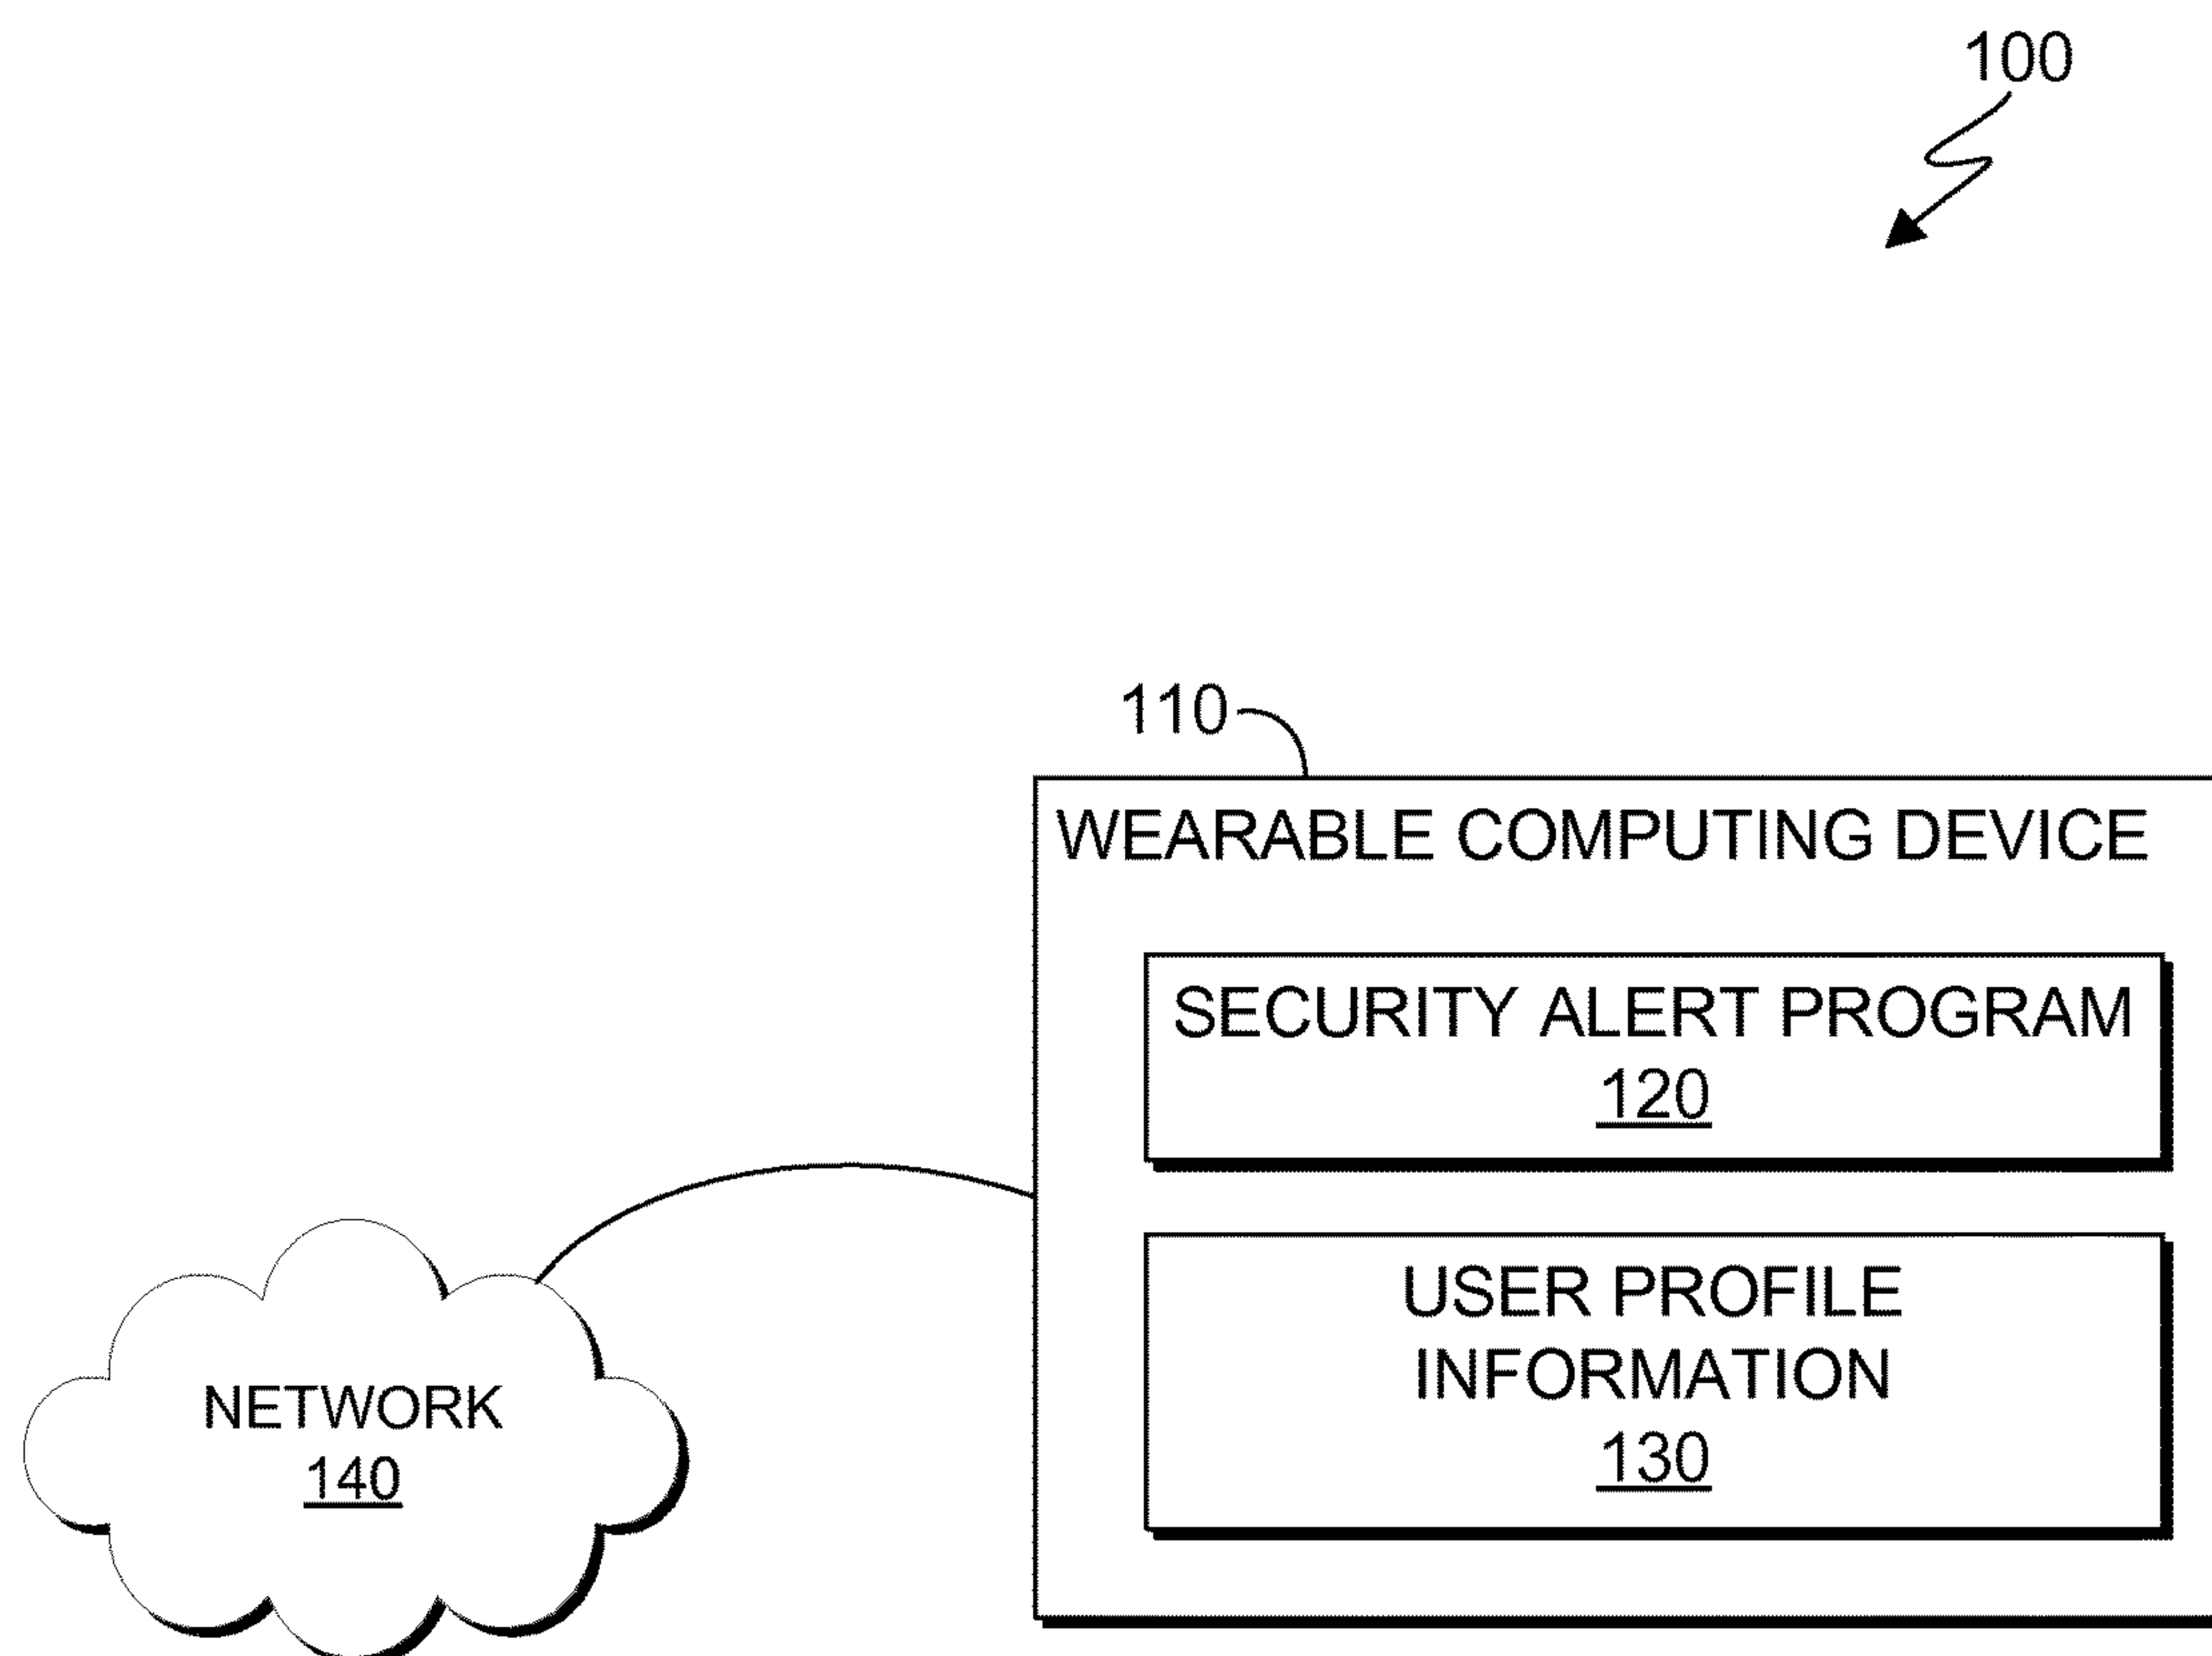 100
110
WEARABLE COMPUTING DEVICE
SECURITY ALERT PROGRAM
120
USER PROFILE
INFORMATION
130
NETWORK
140